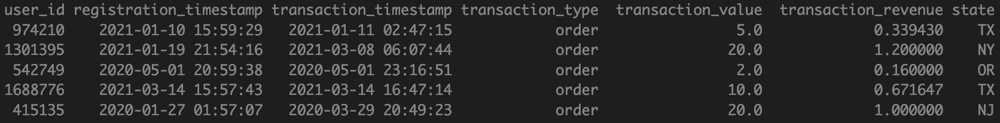 user_id registration_timestamp transaction_timestamp transaction_type transaction_value transaction_revenue state
974210 2021-01-10 15:59:29 2021-01-11 02:47:15 order 5.0 0.339430 TX
1301395 2021-01-19 21:54:16 2021-03-08 06:07:44 order 20.0 1.200000 NY
542749 2020-05-01 20:59:38 2020-05-01 23:16:51 order 2.0 0.160000 OR
1688776 2021-03-14 15:57:43 2021-03-14 16:47:14 order 10.0 0.671647 TX
415135 2020-01-27 01:57:07 2020-03-29 20:49:23 order 20.0 1.000000 NJ